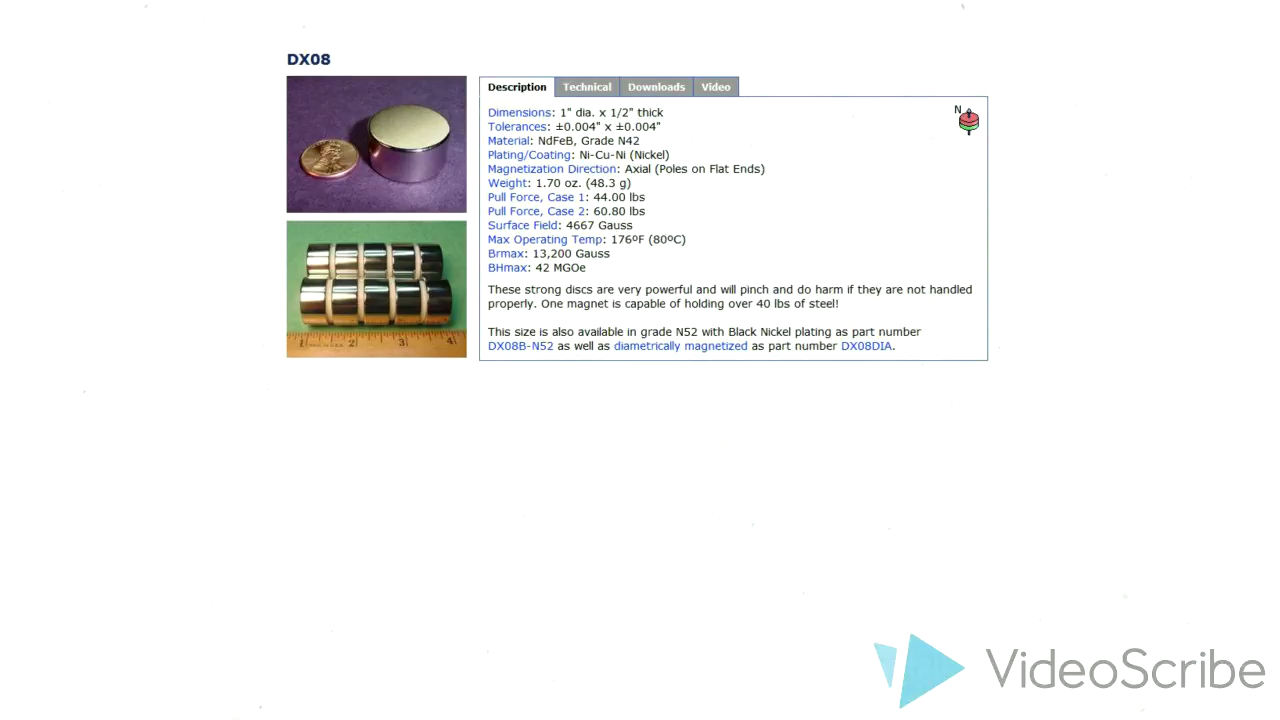 DX08
Description Technical Downloads Video
Dimensions: 1" dia. x 1/2" thick
Tolerances: ±0.004" x ±0.004"
Material: NdFeB, Grade N42
Plating/Coating: Ni-Cu-Ni (Nickel)
Magnetization Direction: Axial (Poles on Flat Ends)
Weight: 1.70 oz. (48.3 g)
Pull Force, Case 1: 44.00 lbs
Pull Force, Case 2: 60.80 lbs
Surface Field: 4667 Gauss
Max Operating Temp: 176ºF (80ºC)
Brmax: 13,200 Gauss
BHmax: 42 MGOe
N
These strong discs are very powerful and will pinch and do harm if they are not handled
properly. One magnet is capable of holding over 40 lbs of steel!
This size is also available in grade N52 with Black Nickel plating as part number
DX08B-N52 as well as diametrically magnetized as part number DX08DIA.
1 2 3 4
VideoScribe